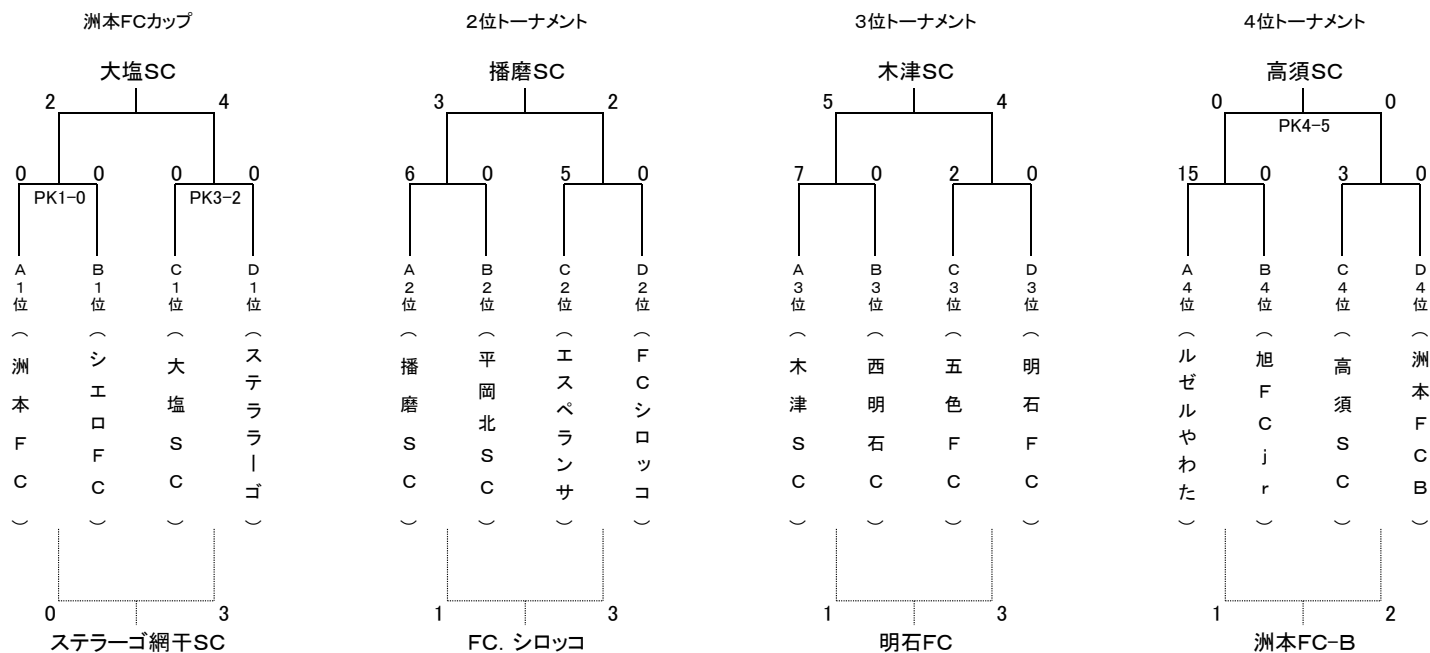 洲本FCカップ
2位トーナメント
3位トーナメント
4位トーナメント
大塩SC
播磨SC
木津SC
高須SC
2 4
3 2
5 4
0 0
PK4-5
0 0 0 0
6 0 5 0
7 0 2 0
15 0 3 0
PK1-0
PK3-2
A1位（洲本FC）
B1位（シエロFC）
C1位（大塩SC）
D1位（ステララーゴ）
A2位（播磨SC）
B2位（平岡北SC）
C2位（エスペランサ）
D2位（FCシロッコ）
A3位（木津SC）
B3位（西明石C）
C3位（五色FC）
D3位（明石FC）
A4位（ルゼルやわた）
B4位（旭FCjr）
C4位（高須SC）
D4位（洲本FCB）
0 3
1 3
1 3
1 2
ステラーゴ網干SC
FC．シロッコ
明石FC
洲本FC-B